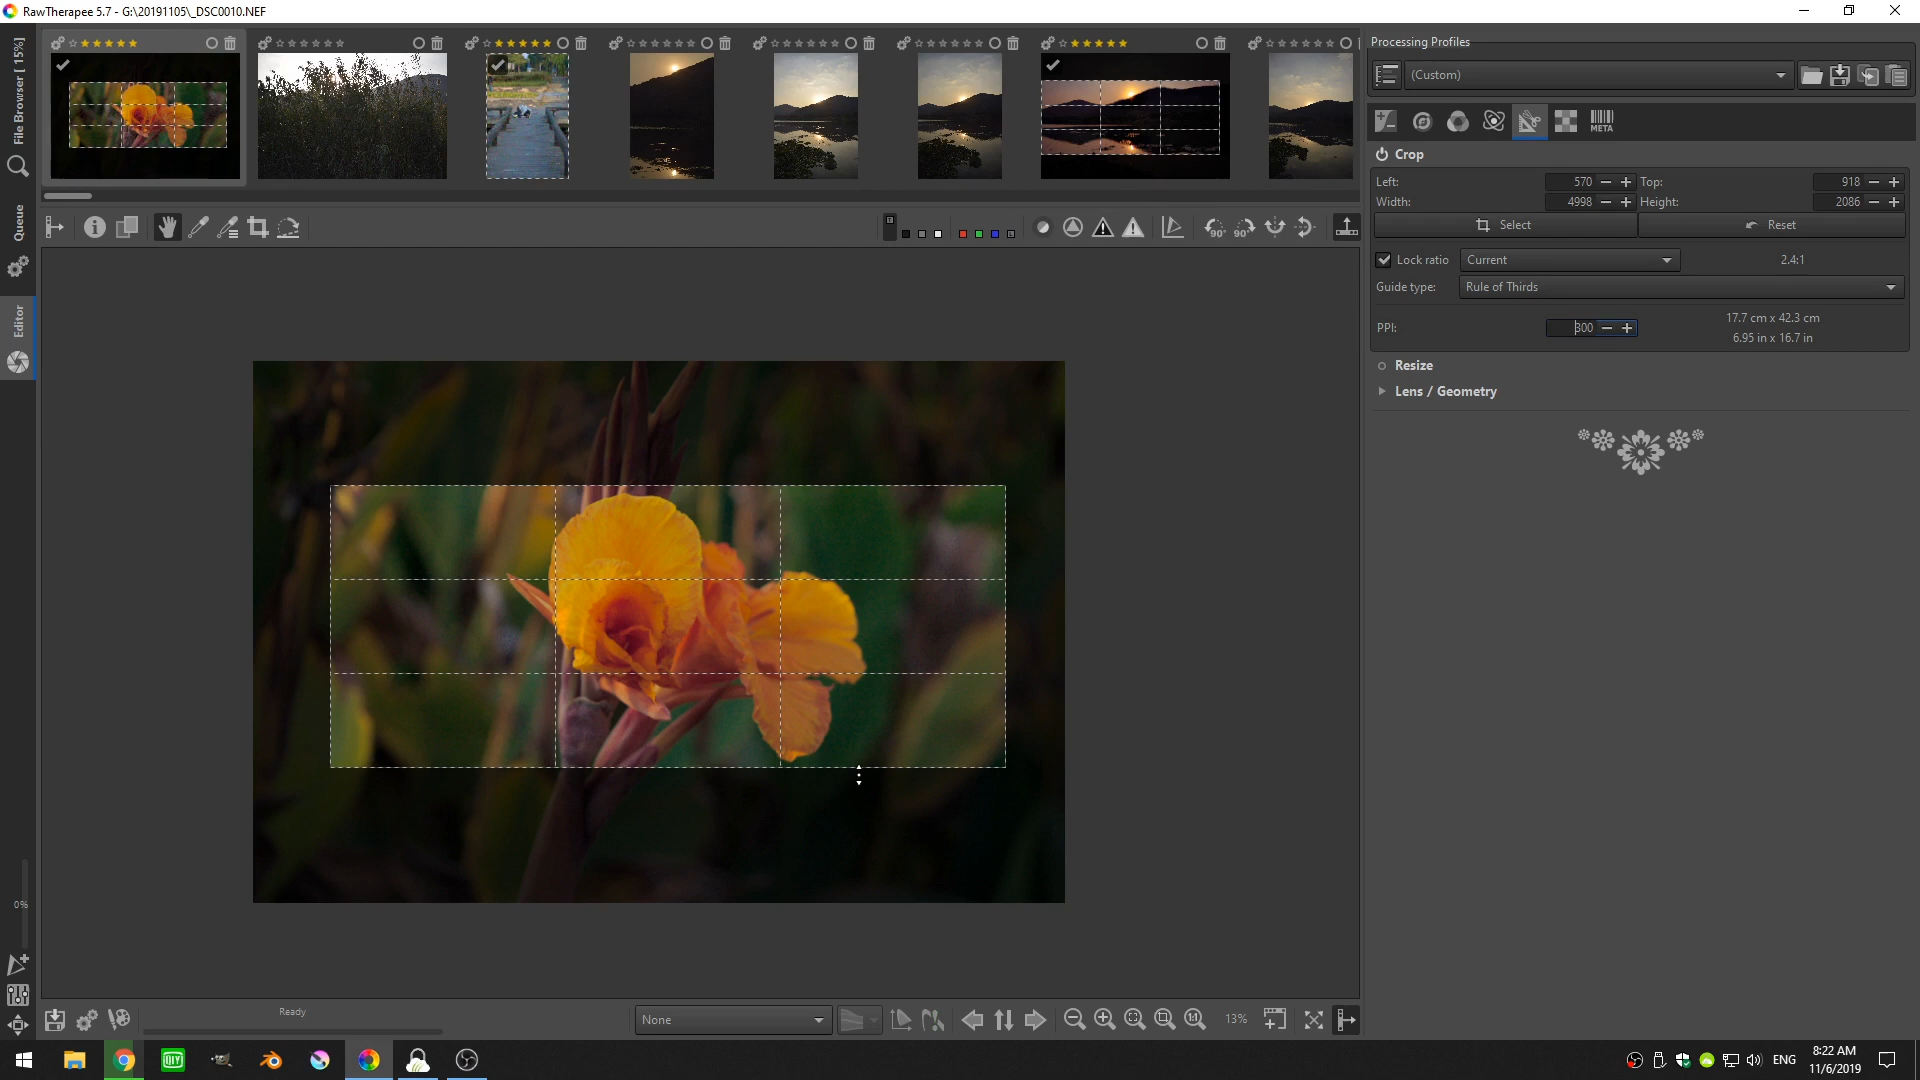 RawTherapee 5.7 - G:\20191105\_DSC0010.NEF
File Browser [ 15%]
Queue
Editor
0%
Processing Profiles
(Custom)
META
Crop
Left: 570 Top: 918
Width: 4998 Height: 2086
Select Reset
Lock ratio Current 2.4:1
Guide type: Rule of Thirds
PPI: 300 17.7 cm x 42.3 cm
6.95 in x 16.7 in
Resize
Lens / Geometry
90° 90°
Ready
None
13%
QIY
ENG
8:22 AM
11/6/2019